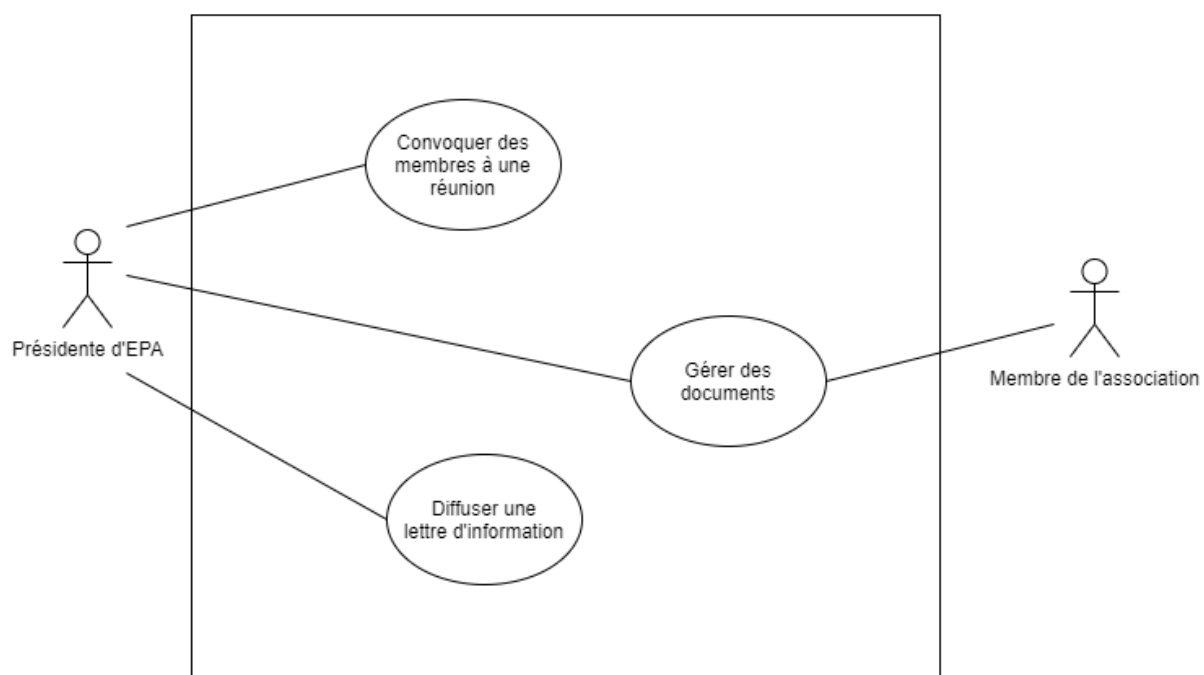 Convoquer des
membres à une
réunion
Présidente d'EPA
Gérer des
documents
Membre de l'association
Diffuser une
lettre d'information